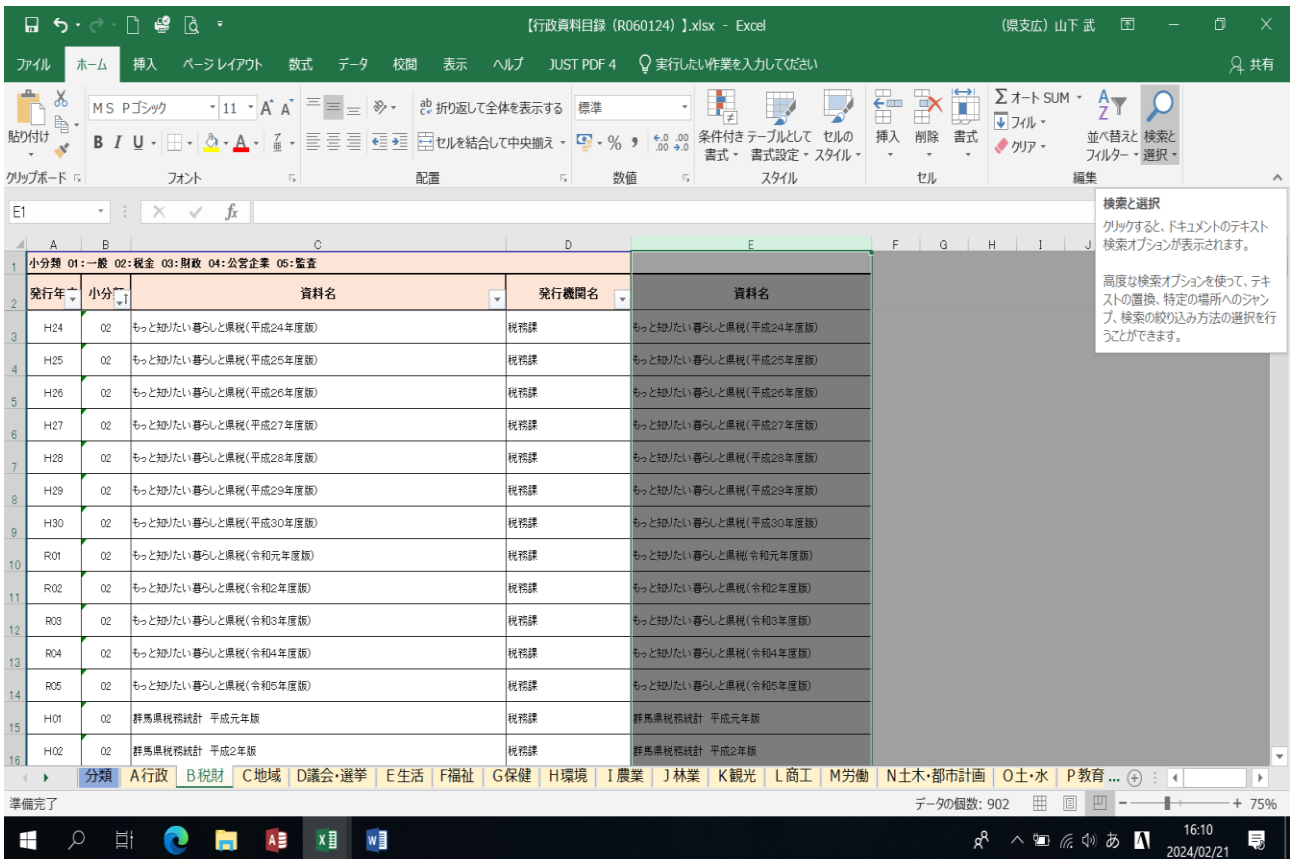 【行政資料目録（R060124）】.xlsx - Excel
（県支広）山下 武
ファイル ホーム 挿入 ページ レイアウト 数式 データ 校閲 表示 ヘルプ JUST PDF 4 実行したい作業を入力してください 共有
貼り付け
ＭＳ Ｐゴシック 11 A A
折り返して全体を表示する 標準
B I U A
セルを結合して中央揃え % 
条件付き書式
テーブルとして書式設定
セルのスタイル
挿入 削除 書式
Σ オート SUM
フィル
クリア
並べ替えとフィルター
検索と選択
クリップボード フォント 配置 数値 スタイル セル 編集
E1 fx
検索と選択
クリックすると、ドキュメントのテキスト
検索オプションが表示されます。
高度な検索オプションを使って、テキ
ストの置換、特定の場所へのジャン
プ、検索の絞り込み方法の選択を行
うことができます。
A B C D E F G H I J
1 小分類 01:一般 02:税金 03:財政 04:公営企業 05:監査
2 発行年 小分 資料名 発行機関名 資料名
3 H24 02 もっと知りたい暮らしと県税（平成24年度版） 税務課 もっと知りたい暮らしと県税（平成24年度版）
4 H25 02 もっと知りたい暮らしと県税（平成25年度版） 税務課 もっと知りたい暮らしと県税（平成25年度版）
5 H26 02 もっと知りたい暮らしと県税（平成26年度版） 税務課 もっと知りたい暮らしと県税（平成26年度版）
6 H27 02 もっと知りたい暮らしと県税（平成27年度版） 税務課 もっと知りたい暮らしと県税（平成27年度版）
7 H28 02 もっと知りたい暮らしと県税（平成28年度版） 税務課 もっと知りたい暮らしと県税（平成28年度版）
8 H29 02 もっと知りたい暮らしと県税（平成29年度版） 税務課 もっと知りたい暮らしと県税（平成29年度版）
9 H30 02 もっと知りたい暮らしと県税（平成30年度版） 税務課 もっと知りたい暮らしと県税（平成30年度版）
10 R01 02 もっと知りたい暮らしと県税（令和元年度版） 税務課 もっと知りたい暮らしと県税（令和元年度版）
11 R02 02 もっと知りたい暮らしと県税（令和2年度版） 税務課 もっと知りたい暮らしと県税（令和2年度版）
12 R03 02 もっと知りたい暮らしと県税（令和3年度版） 税務課 もっと知りたい暮らしと県税（令和3年度版）
13 R04 02 もっと知りたい暮らしと県税（令和4年度版） 税務課 もっと知りたい暮らしと県税（令和4年度版）
14 R05 02 もっと知りたい暮らしと県税（令和5年度版） 税務課 もっと知りたい暮らしと県税（令和5年度版）
15 H01 02 群馬県税務統計 平成元年版 税務課 群馬県税務統計 平成元年版
16 H02 02 群馬県税務統計 平成2年版 税務課 群馬県税務統計 平成2年版
分類 A行政 B税財 C地域 D議会・選挙 E生活 F福祉 G保健 H環境 I農業 J林業 K観光 L商工 M労働 N土木・都市計画 O土・水 P教育 ...
準備完了 データの個数: 902 75%
あ 16:10
2024/02/21